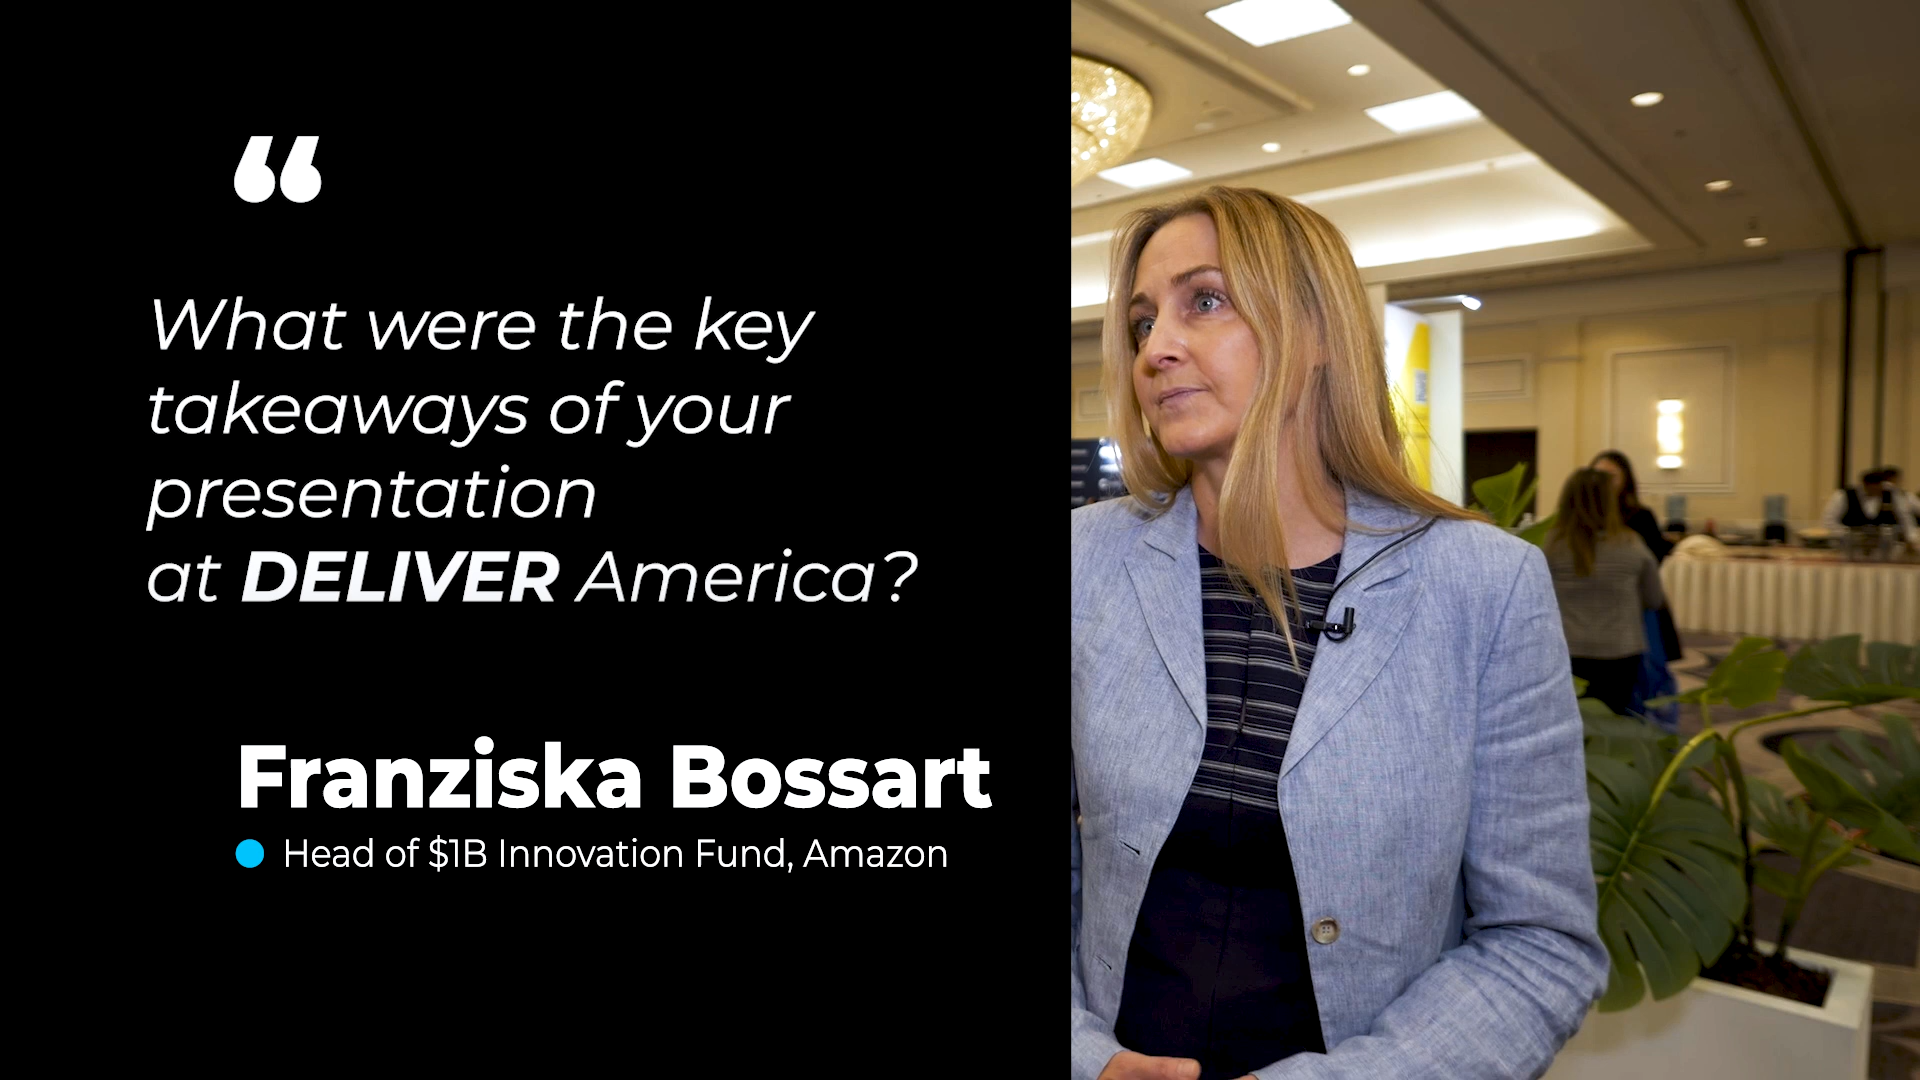 “
What were the key
takeaways of your
presentation
at DELIVER America?
Franziska Bossart
Head of $1B Innovation Fund, Amazon